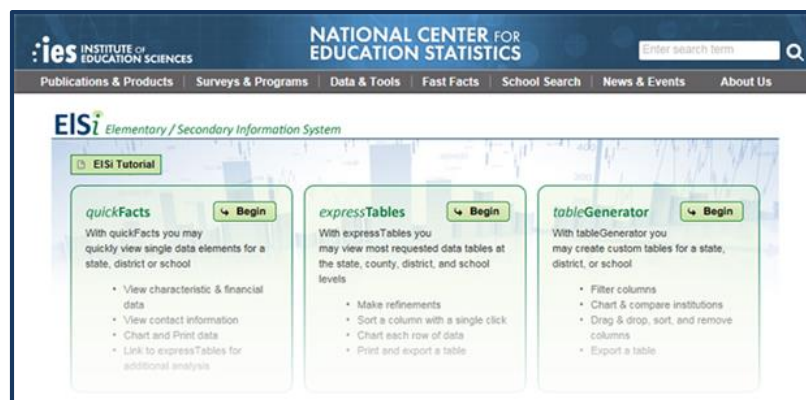 NATIONAL CENTER FOR
EDUCATION STATISTICS
ies INSTITUTE OF
EDUCATION SCIENCES
Enter search term
Publications & Products
Surveys & Programs
Data & Tools
Fast Facts
School Search
News & Events
About Us
ElSi Elementary / Secondary Information System
ElSi Tutorial
quickFacts
Begin
With quickFacts you may
quickly view single data elements for a
state, district or school
• View characteristic & financial
data
• View contact information
• Chart and Print data
• Link to expressTables for
additional analysis
expressTables
Begin
With expressTables you
may view most requested data tables at
the state, county, district, and school
levels
• Make refinements
• Sort a column with a single click
• Chart each row of data
• Print and export a table
tableGenerator
Begin
With tableGenerator you
may create custom tables for a state,
district, or school
• Filter columns
• Chart & compare institutions
• Drag & drop, sort, and remove
columns
• Export a table